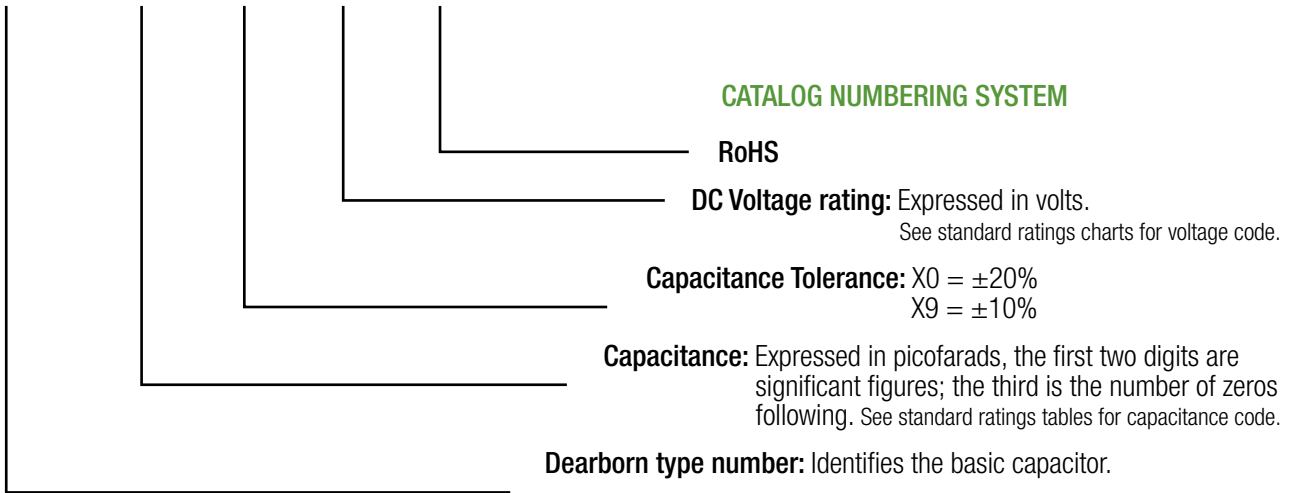 CATALOG NUMBERING SYSTEM
RoHS
DC Voltage rating: Expressed in volts.
See standard ratings charts for voltage code.
Capacitance Tolerance: X0 = ±20%
X9 = ±10%
Capacitance: Expressed in picofarads, the first two digits are
significant figures; the third is the number of zeros
following. See standard ratings tables for capacitance code.
Dearborn type number: Identifies the basic capacitor.